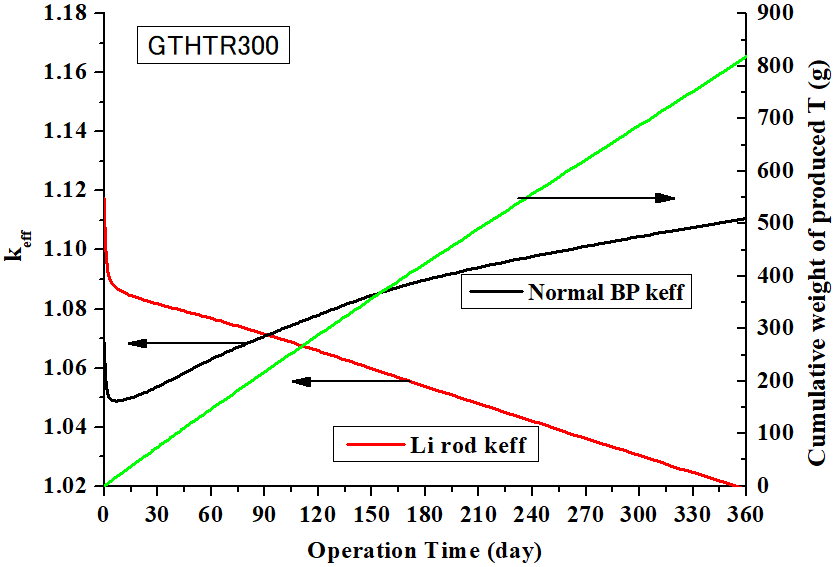 GTHTR300
1.18
1.16
1.14
1.12
1.10
1.08
1.06
1.04
1.02
keff
900
800
700
600
500
400
300
200
100
0
Cumulative weight of produced T (g)
Normal BP keff
Li rod keff
0 30 60 90 120 150 180 210 240 270 300 330 360
Operation Time (day)